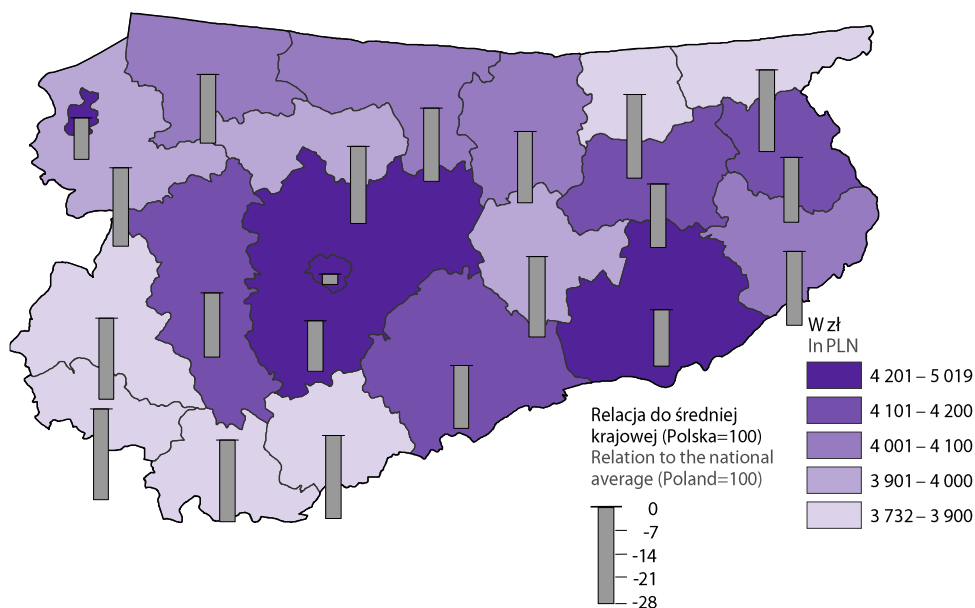 W zł
In PLN
4 201 – 5 019
4 101 – 4 200
4 001 – 4 100
3 901 – 4 000
3 732 – 3 900
Relacja do średniej
krajowej (Polska=100)
Relation to the national
average (Poland=100)
0
-7
-14
-21
-28